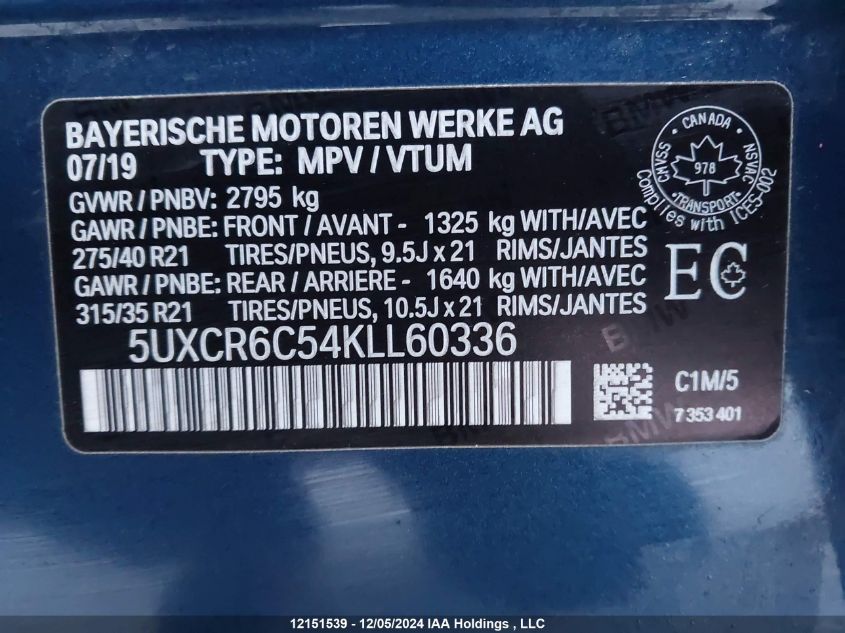 BAYERISCHE MOTOREN WERKE AG
07/19 TYPE: MPV / VTUM
GVWR / PNBV: 2795 kg
GAWR / PNBE: FRONT / AVANT - 1325 kg WITH/AVEC
275/40 R21 TIRES/PNEUS, 9.5J x 21 RIMS/JANTES
GAWR / PNBE: REAR / ARRIERE - 1640 kg WITH/AVEC
315/35 R21 TIRES/PNEUS, 10.5J x 21 RIMS/JANTES
5UXCR6C54KLL60336
CANADA
CMVSS
978
NSVAC
TRANSPORT
Complies with ICES-002
EC
C1M/5
7 353 401
BMW
12151539 - 12/05/2024 IAA Holdings , LLC